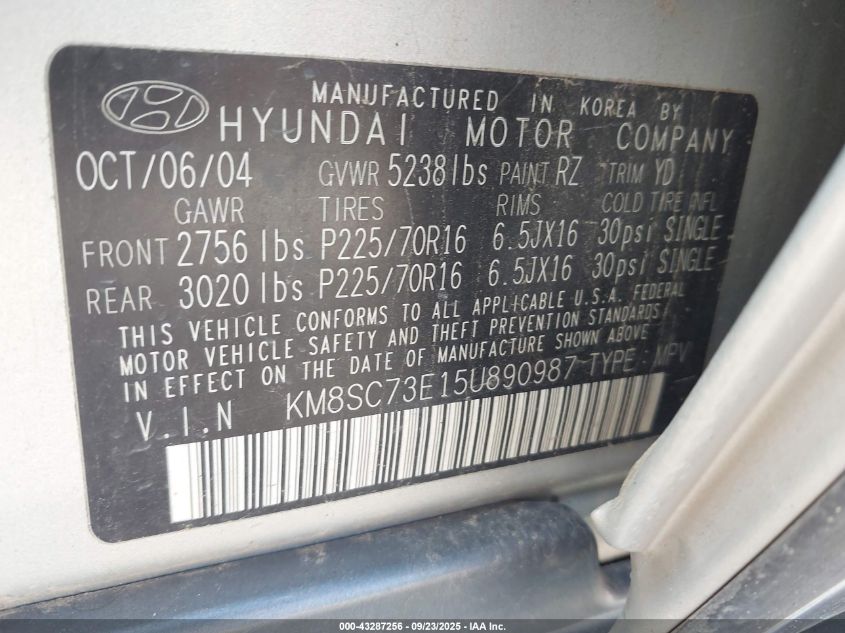 MANUFACTURED IN KOREA BY
HYUNDAI MOTOR COMPANY
OCT/06/04 GVWR 5238lbs PAINT RZ TRIM YD
GAWR TIRES RIMS COLD TIRE INFL
FRONT 2756 lbs P225/70R16 6.5JX16 30psi SINGLE
REAR 3020 lbs P225/70R16 6.5JX16 30psi SINGLE
THIS VEHICLE CONFORMS TO ALL APPLICABLE U.S.A. FEDERAL
MOTOR VEHICLE SAFETY AND THEFT PREVENTION STANDARDS
IN EFFECT ON THE DATE OF MANUFACTURE SHOWN ABOVE
V.I.N KM8SC73E15U890987 TYPE : MPV
000-43287256 - 09/23/2025 - IAA Inc.